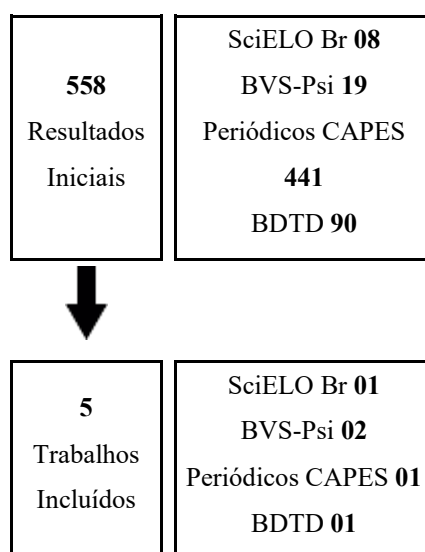 558
Resultados
Iniciais
SciELO Br 08
BVS-Psi 19
Periódicos CAPES
441
BDTD 90
5
Trabalhos
Incluídos
SciELO Br 01
BVS-Psi 02
Periódicos CAPES 01
BDTD 01